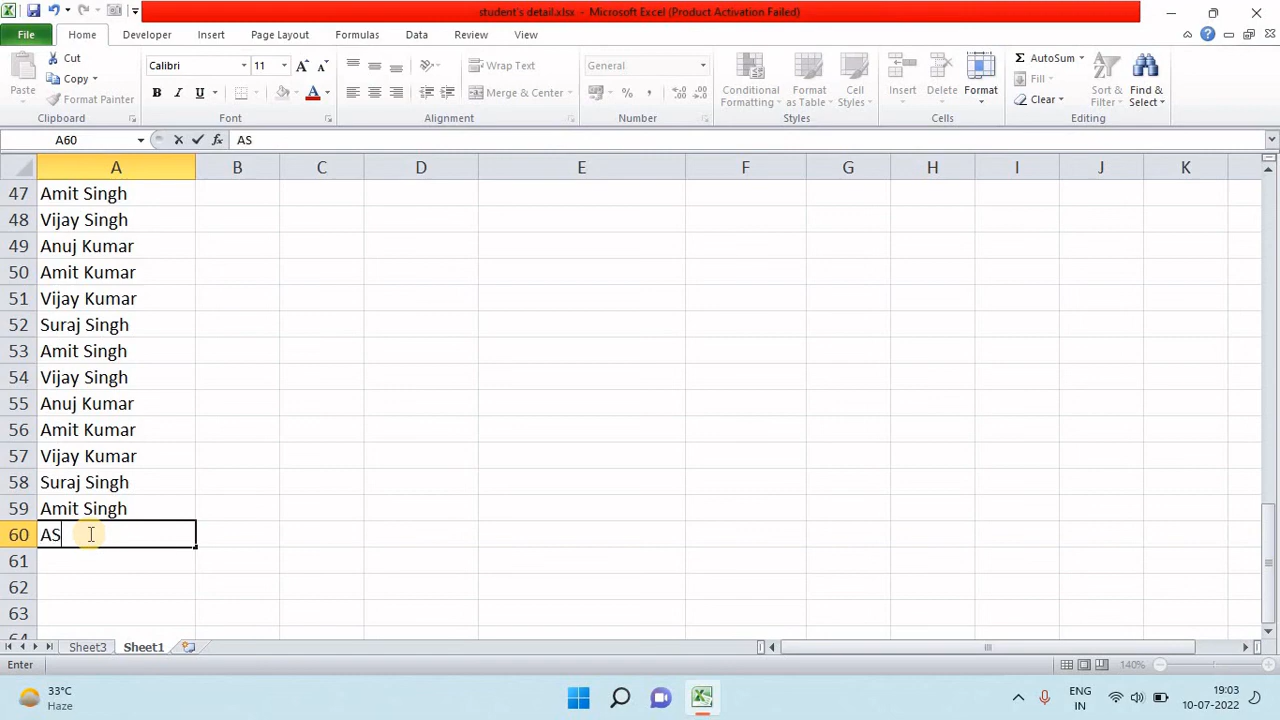 student's detail.xlsx - Microsoft Excel (Product Activation Failed)
File Home Developer Insert Page Layout Formulas Data Review View
Paste Cut Copy Format Painter Clipboard
Calibri 11 B I U A Font
Wrap Text Merge & Center Alignment
General % , Number
Conditional Formatting Format as Table Cell Styles Styles
Insert Delete Format Cells
Σ AutoSum Fill Clear Sort & Filter Find & Select Editing
A60 fx AS
A B C D E F G H I J K
47 Amit Singh
48 Vijay Singh
49 Anuj Kumar
50 Amit Kumar
51 Vijay Kumar
52 Suraj Singh
53 Amit Singh
54 Vijay Singh
55 Anuj Kumar
56 Amit Kumar
57 Vijay Kumar
58 Suraj Singh
59 Amit Singh
60 AS
61
62
63
64
Sheet3 Sheet1
Enter 140%
33°C ENG 19:03
Haze IN 10-07-2022